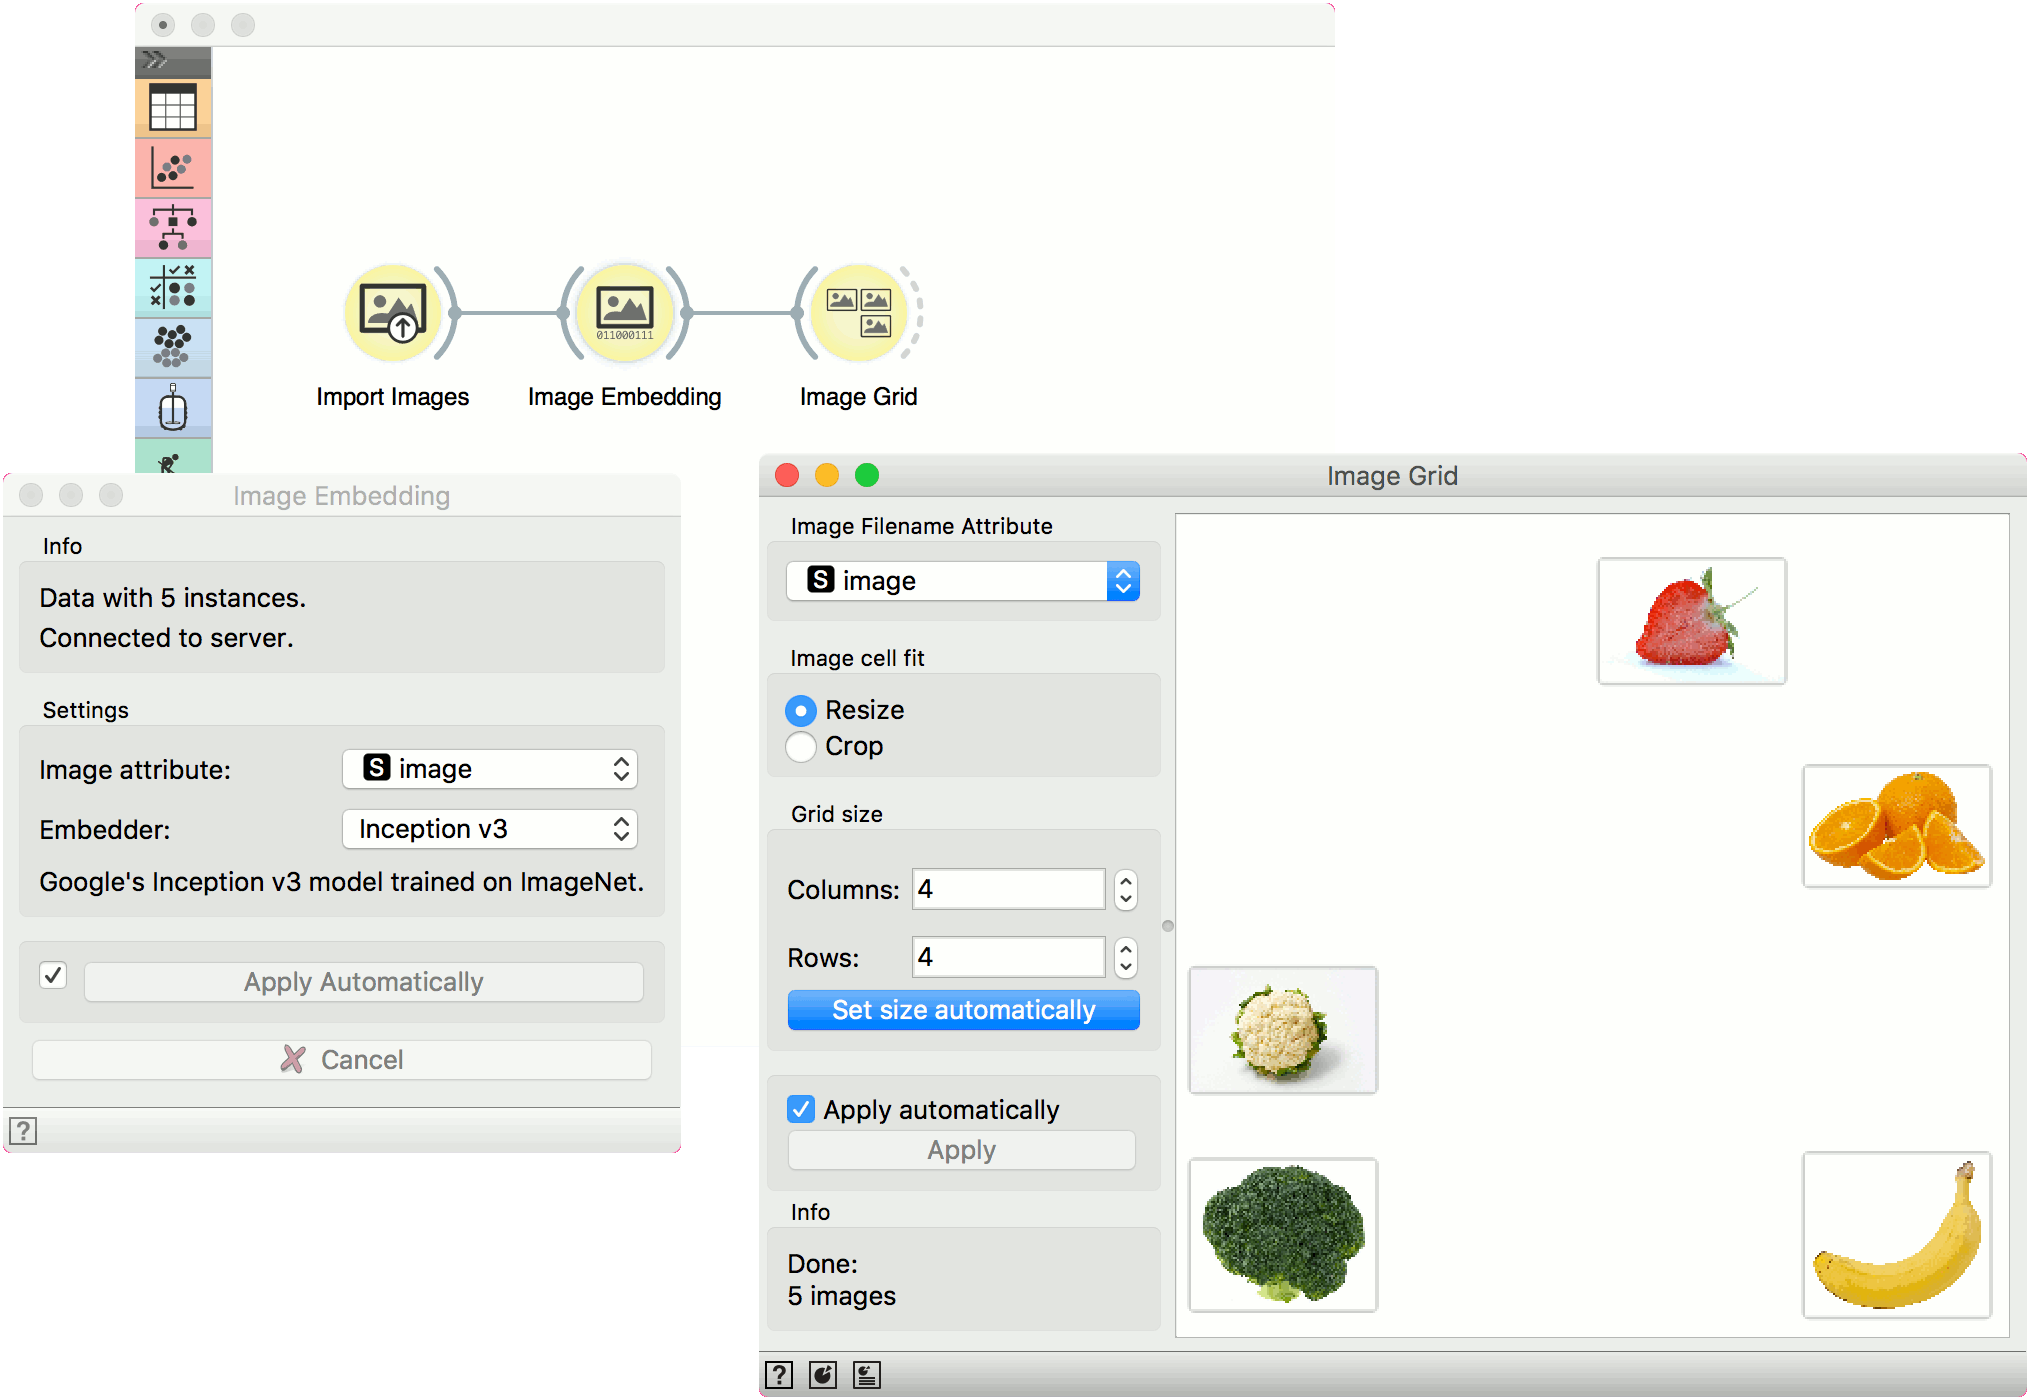 011000111
Import Images
Image Embedding
Image Grid
Image Embedding
Info
Data with 5 instances.
Connected to server.
Settings
Image attribute:
S image
Embedder:
Inception v3
Google's Inception v3 model trained on ImageNet.
Apply Automatically
Cancel
?
Image Grid
Image Filename Attribute
S image
Image cell fit
Resize
Crop
Grid size
Columns: 4
Rows: 4
Set size automatically
Apply automatically
Apply
Info
Done:
5 images
?